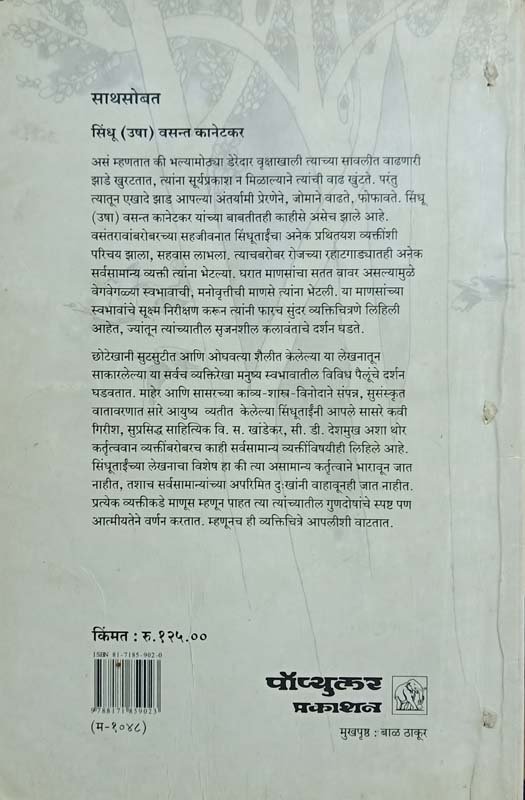 साथसोबत
सिंधू (उषा) वसन्त कानेटकर
असं म्हणतात की भल्यामोठ्या डेरेदार वृक्षाखाली त्याच्या सावलीत वाढणारी
झाडे खुरटतात, त्यांना सूर्यप्रकाश न मिळाल्याने त्यांची वाढ खुंटते. परंतु
त्यातून एखादे झाड आपल्या अंतर्यामी प्रेरणेने, जोमाने वाढते, फोफावते. सिंधू
(उषा) वसन्त कानेटकर यांच्या बाबतीतही काहीसे असेच झाले आहे.
वसंतरावांबरोबरच्या सहजीवनात सिंधूताईंचा अनेक प्रथितयश व्यक्तींशी
परिचय झाला, सहवास लाभला. त्याचबरोबर रोजच्या रहाटगाड्यातही अनेक
सर्वसामान्य व्यक्ती त्यांना भेटल्या. घरात माणसांचा सतत वावर असल्यामुळे
वेगवेगळ्या स्वभावाची, मनोवृत्तीची माणसे त्यांना भेटली. या माणसांच्या
स्वभावांचे सूक्ष्म निरीक्षण करून त्यांनी फारच सुंदर व्यक्तिचित्रणे लिहिली
आहेत, ज्यांतून त्यांच्यातील सृजनशील कलावंताचे दर्शन घडते.
छोटेखानी सुटसुटीत आणि ओघवत्या शैलीत केलेल्या या लेखनातून
साकारलेल्या या सर्वच व्यक्तिरेखा मनुष्य स्वभावातील विविध पैलूंचे दर्शन
घडवतात. माहेर आणि सासरच्या काव्य-शास्त्र-विनोदाने संपन्न, सुसंस्कृत
वातावरणात सारे आयुष्य व्यतीत केलेल्या सिंधूताईंनी आपले सासरे कवी
गिरीश, सुप्रसिद्ध साहित्यिक वि. स. खांडेकर, सी. डी. देशमुख अशा थोर
कर्तृत्ववान व्यक्तींबरोबरच काही सर्वसामान्य व्यक्तींविषयीही लिहिले आहे.
सिंधूताईंच्या लेखनाचा विशेष हा की त्या असामान्य कर्तृत्वाने भारावून जात
नाहीत, तशाच सर्वसामान्यांच्या अपरिमित दुःखांनी वाहावूनही जात नाहीत.
प्रत्येक व्यक्तीकडे माणूस म्हणून पाहत त्या त्यांच्यातील गुणदोषांचे स्पष्ट पण
आत्मीयतेने वर्णन करतात. म्हणूनच ही व्यक्तिचित्रे आपलीशी वाटतात.
किंमत : रु.१२५.००
ISBN 81-7185-902-0
9788171859023
(म-१०४८)
पॉप्युलर
प्रकाशन
मुखपृष्ठ : बाळ ठाकूर